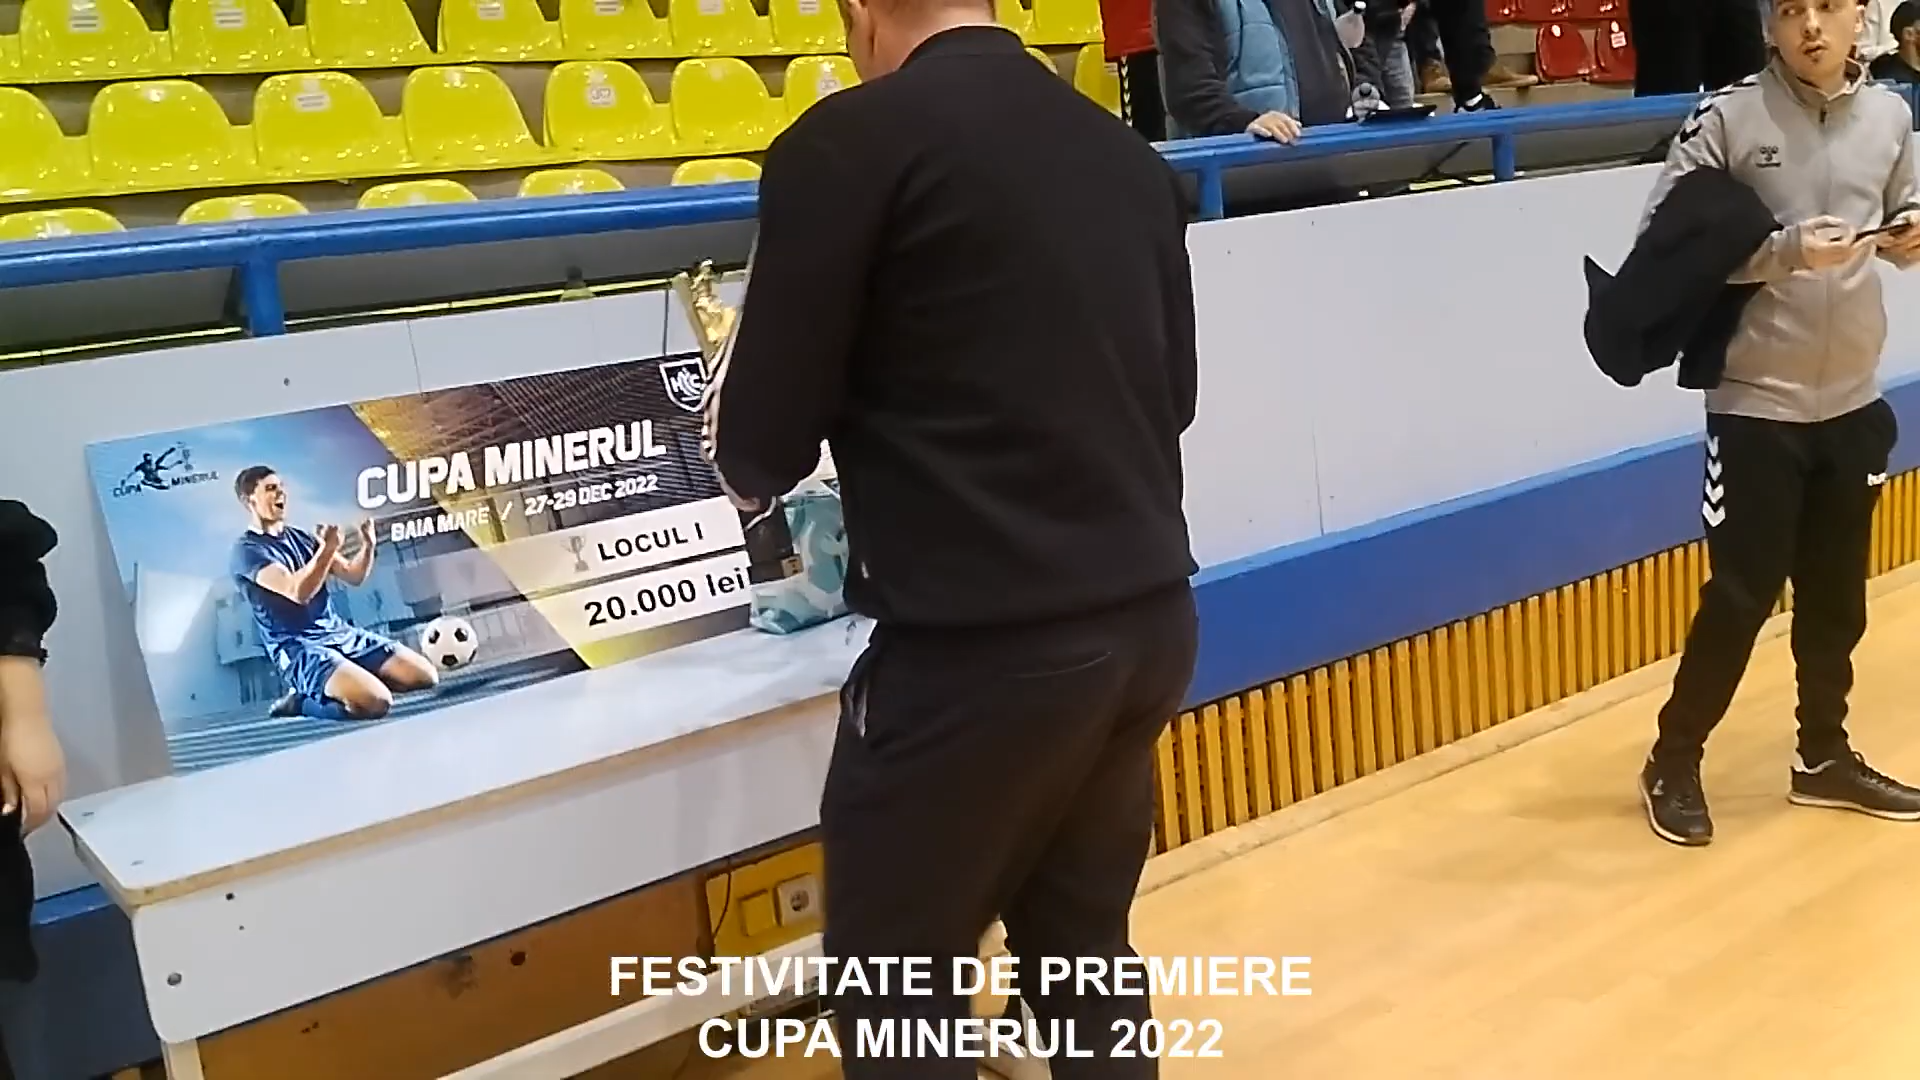 HTC
CUPA MINERUL
CUPA MINERUL
BAIA MARE / 27-29 DEC 2022
LOCUL I
20.000 lei
FESTIVITATE DE PREMIERE
CUPA MINERUL 2022